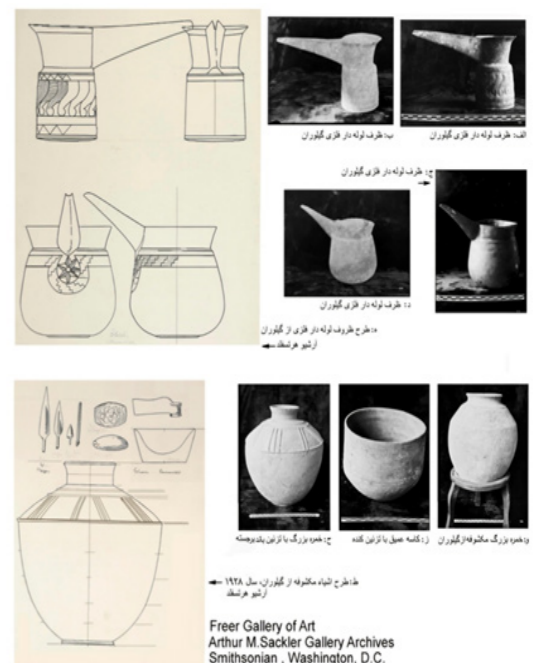 ب: ظرف لوله دار فلزی گیلوران
الف: ظرف لوله دار فلزی گیلوران
ج: ظرف لوله دار فلزی گیلوران
د: ظرف لوله دار فلزی گیلوران
ه: طرح ظروف لوله دار فلزی از گیلوران
آرشیو هرتسفلد
ح: خمره بزرگ با تزئین باندبرجسته
ز: کاسه عمیق با تزئین کنده
و: خمره بزرگ مکشوفه ازگیلوران
ط: طرح اشیاء مکشوفه از گیلوران، سال ۱۹۲۸
آرشیو هرتسفلد
Freer Gallery of Art
Arthur M.Sackler Gallery Archives
Smithsonian , Washington, D.C.